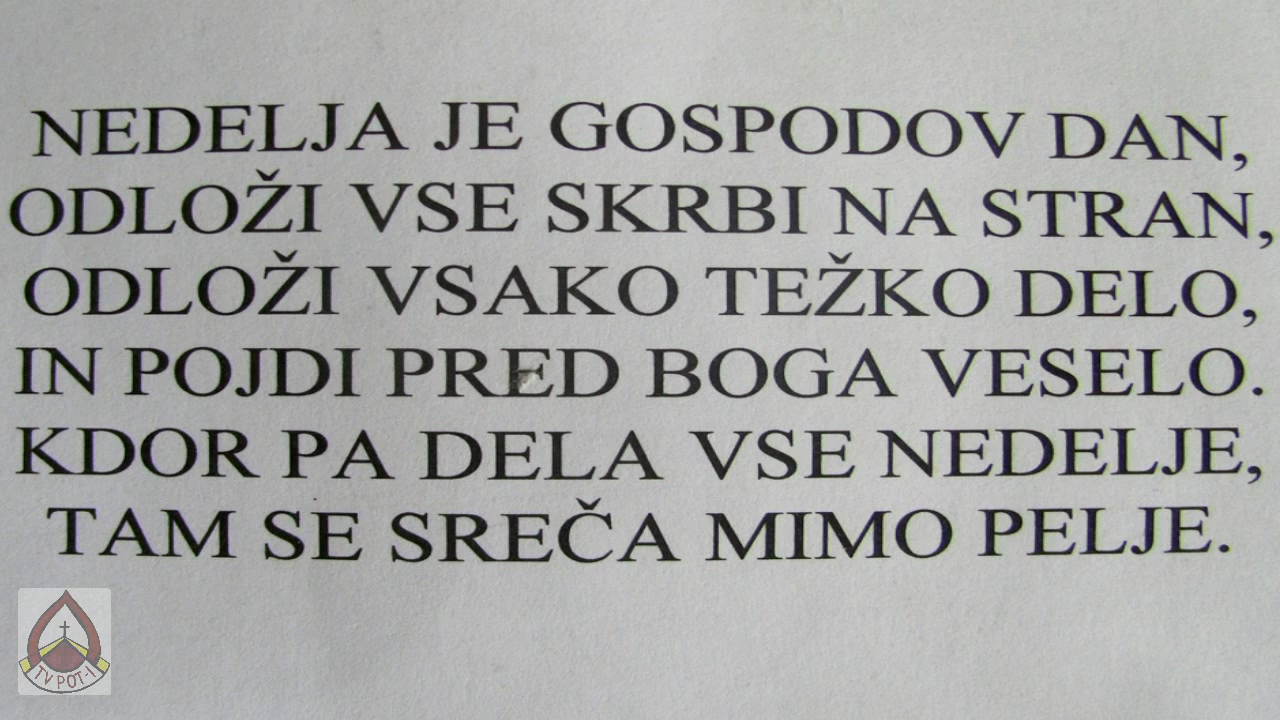 NEDELJA JE GOSPODOV DAN,
ODLOŽI VSE SKRBI NA STRAN,
ODLOŽI VSAKO TEŽKO DELO,
IN POJDI PRED BOGA VESELO.
KDOR PA DELA VSE NEDELJE,
TAM SE SREČA MIMO PELJE.
TV POT-1